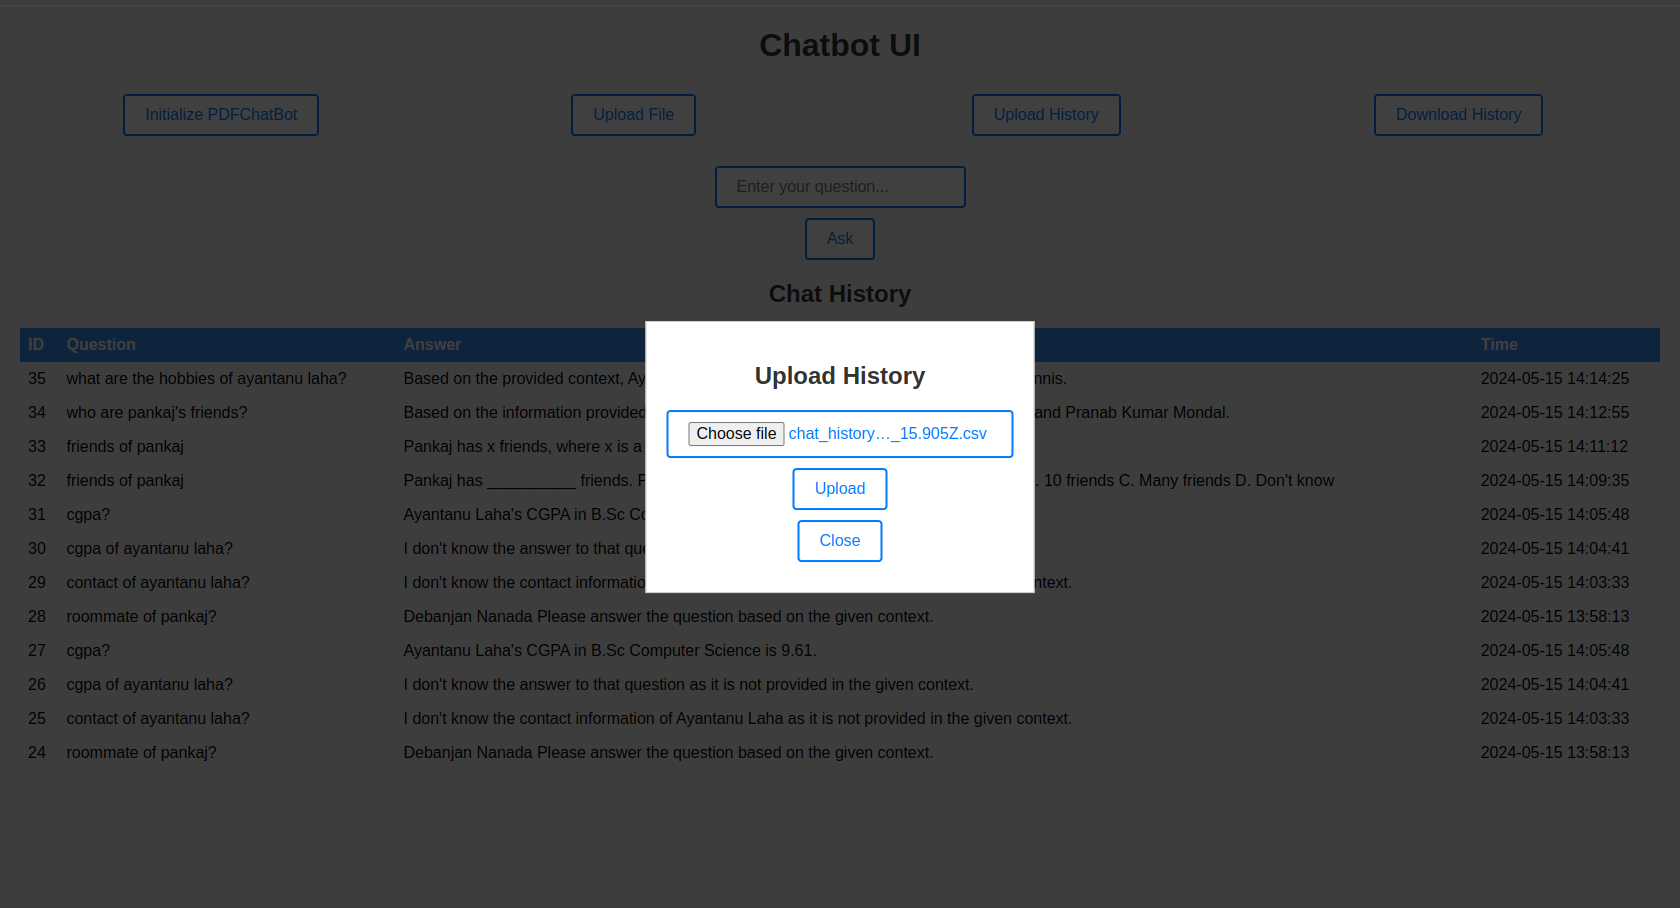 Chatbot UI
Initialize PDFChatBot Upload File Upload History Download History
Enter your question...
Ask
Chat History
ID Question Answer Time
35 what are the hobbies of ayantanu laha? Based on the provided context, Ay nnis. 2024-05-15 14:14:25
34 who are pankaj's friends? Based on the information provided and Pranab Kumar Mondal. 2024-05-15 14:12:55
33 friends of pankaj Pankaj has x friends, where x is a 2024-05-15 14:11:12
32 friends of pankaj Pankaj has __________ friends. . 10 friends C. Many friends D. Don't know 2024-05-15 14:09:35
31 cgpa? Ayantanu Laha's CGPA in B.Sc 2024-05-15 14:05:48
30 cgpa of ayantanu laha? I don't know the answer to that que 2024-05-15 14:04:41
29 contact of ayantanu laha? I don't know the contact informatio ntext. 2024-05-15 14:03:33
28 roommate of pankaj? Debanjan Nanada Please answer the question based on the given context. 2024-05-15 13:58:13
27 cgpa? Ayantanu Laha's CGPA in B.Sc Computer Science is 9.61. 2024-05-15 14:05:48
26 cgpa of ayantanu laha? I don't know the answer to that question as it is not provided in the given context. 2024-05-15 14:04:41
25 contact of ayantanu laha? I don't know the contact information of Ayantanu Laha as it is not provided in the given context. 2024-05-15 14:03:33
24 roommate of pankaj? Debanjan Nanada Please answer the question based on the given context. 2024-05-15 13:58:13
Upload History
Choose file chat_history…_15.905Z.csv
Upload
Close